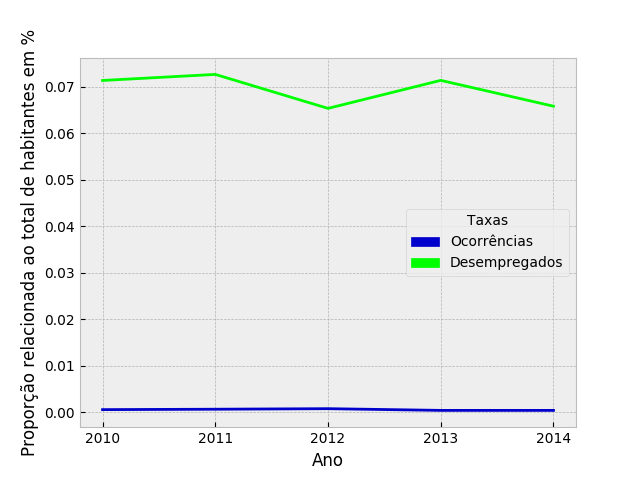 Proporção relacionada ao total de habitantes em %
0.07
0.06
0.05
0.04
0.03
0.02
0.01
0.00
Taxas
Ocorrências
Desempregados
2010 2011 2012 2013 2014
Ano